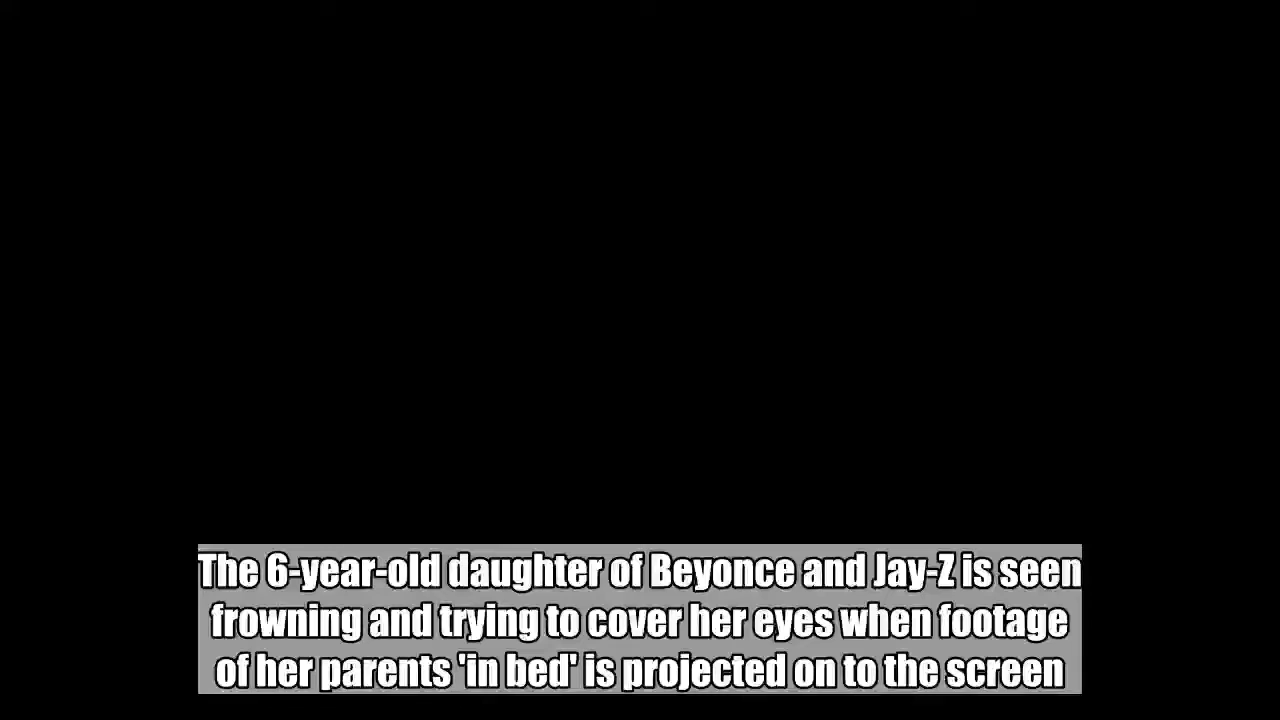 The 6-year-old daughter of Beyonce and Jay-Z is seen
frowning and trying to cover her eyes when footage
of her parents 'in bed' is projected on to the screen